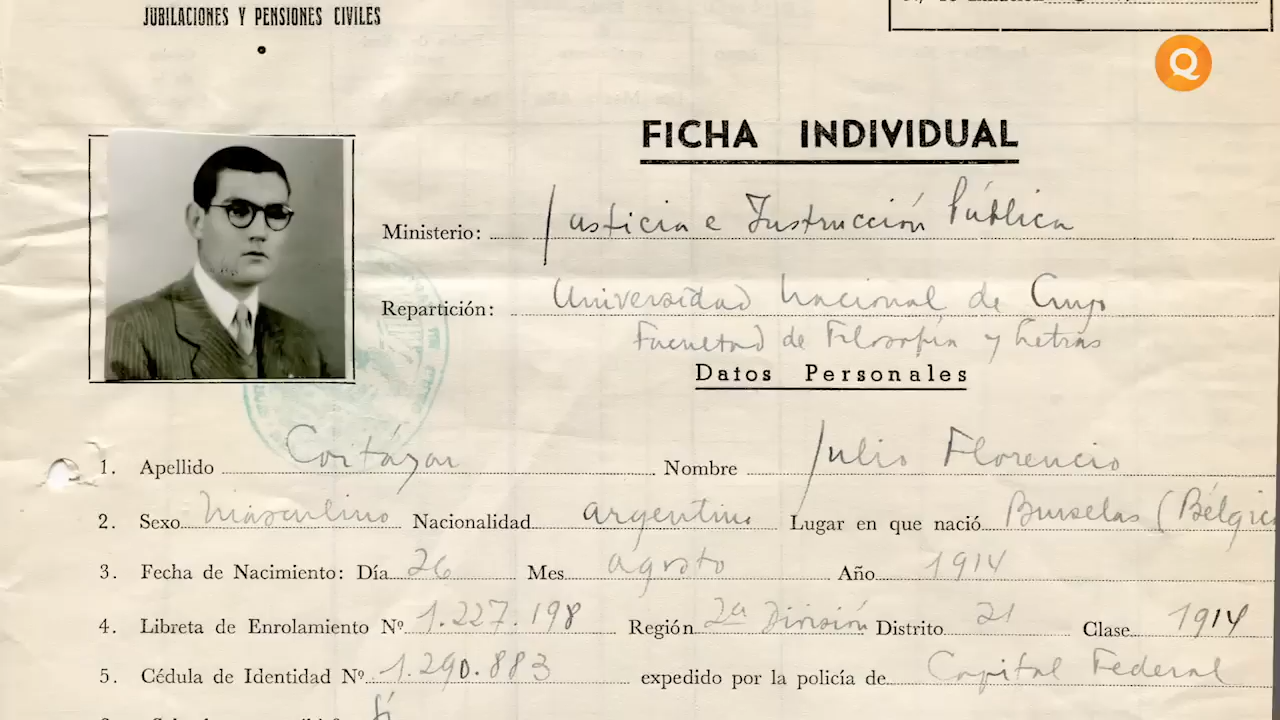 JUBILACIONES Y PENSIONES CIVILES
Q
FICHA INDIVIDUAL
Ministerio: Justicia e Instrucción Pública
Repartición: Universidad Nacional de Cuyo
Facultad de Filosofía y Letras
Datos Personales
1. Apellido Cortázar Nombre Julio Florencio
2. Sexo Masculino Nacionalidad argentino Lugar en que nació Bruselas (Bélgic
3. Fecha de Nacimiento: Día 26 Mes agosto Año 1914
4. Libreta de Enrolamiento Nº 1.227.198 Región 2ª División Distrito 21 Clase 1914
5. Cédula de Identidad Nº 1.290.883 expedido por la policía de Capital Federal